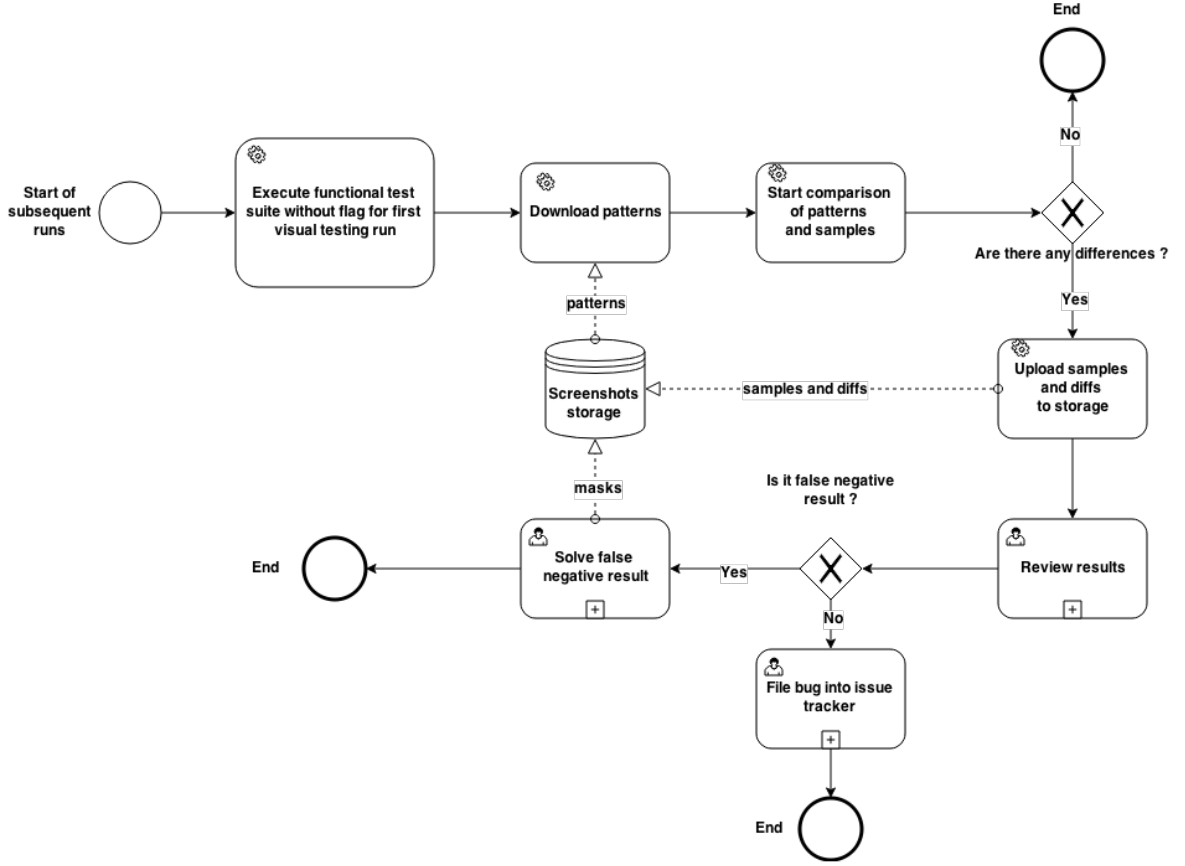 End
No
Start of
subsequent
runs
Execute functional test
suite without flag for first
visual testing run
Download patterns
Start comparison
of patterns
and samples
Are there any differences ?
Yes
patterns
Screenshots
storage
samples and diffs
Upload samples
and diffs
to storage
masks
Is it false negative
result ?
End
Solve false
negative result
Yes
Review results
No
File bug into issue
tracker
End